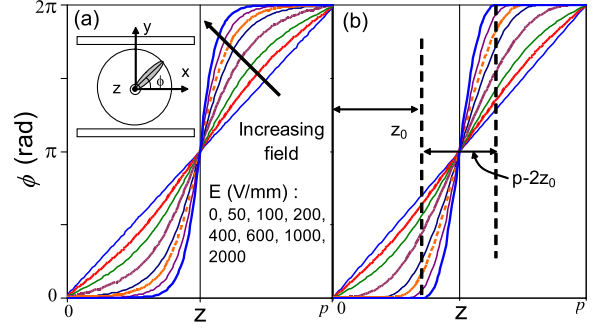 2π
(a)
y
x
z
ϕ
Increasing
field
E (V/mm) :
0, 50, 100, 200,
400, 600, 1000,
2000
ϕ (rad)
π
0
0
z
p
(b)
z0
p-2z0
0
z
p